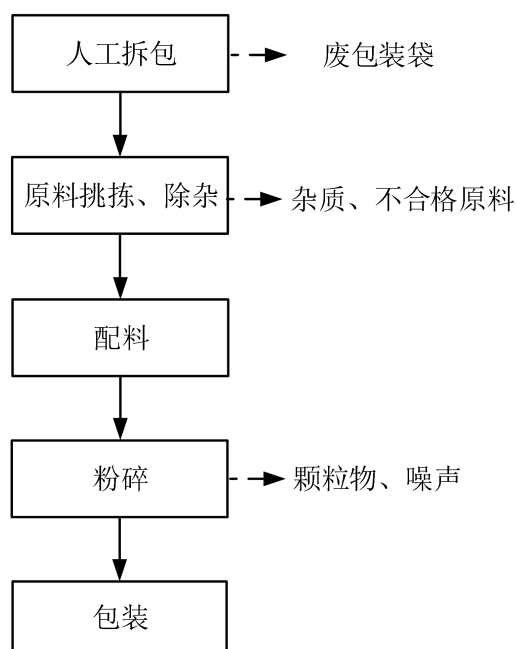 人工拆包
废包装袋
原料挑拣、除杂
杂质、不合格原料
配料
粉碎
颗粒物、噪声
包装